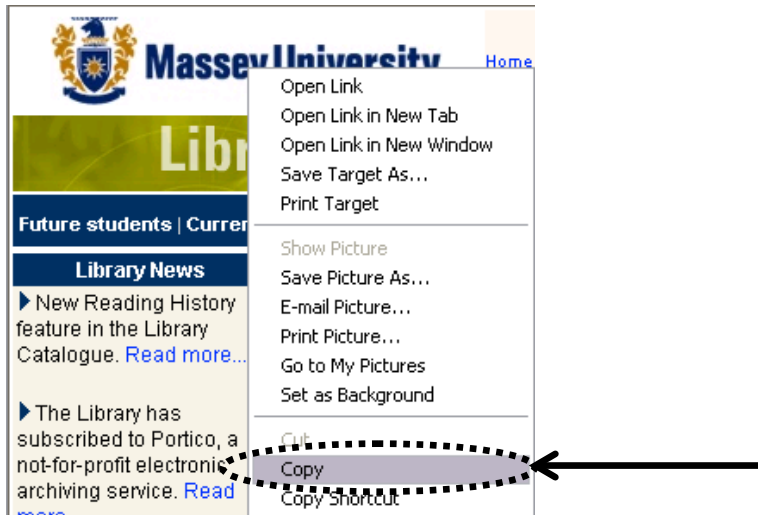 Massey University
Home
Libr
Future students | Curren
Library News
New Reading History
feature in the Library
Catalogue. Read more...
The Library has
subscribed to Portico, a
not-for-profit electronic
archiving service. Read
more
Open Link
Open Link in New Tab
Open Link in New Window
Save Target As...
Print Target
Show Picture
Save Picture As...
E-mail Picture...
Print Picture...
Go to My Pictures
Set as Background
Cut
Copy
Copy Shortcut